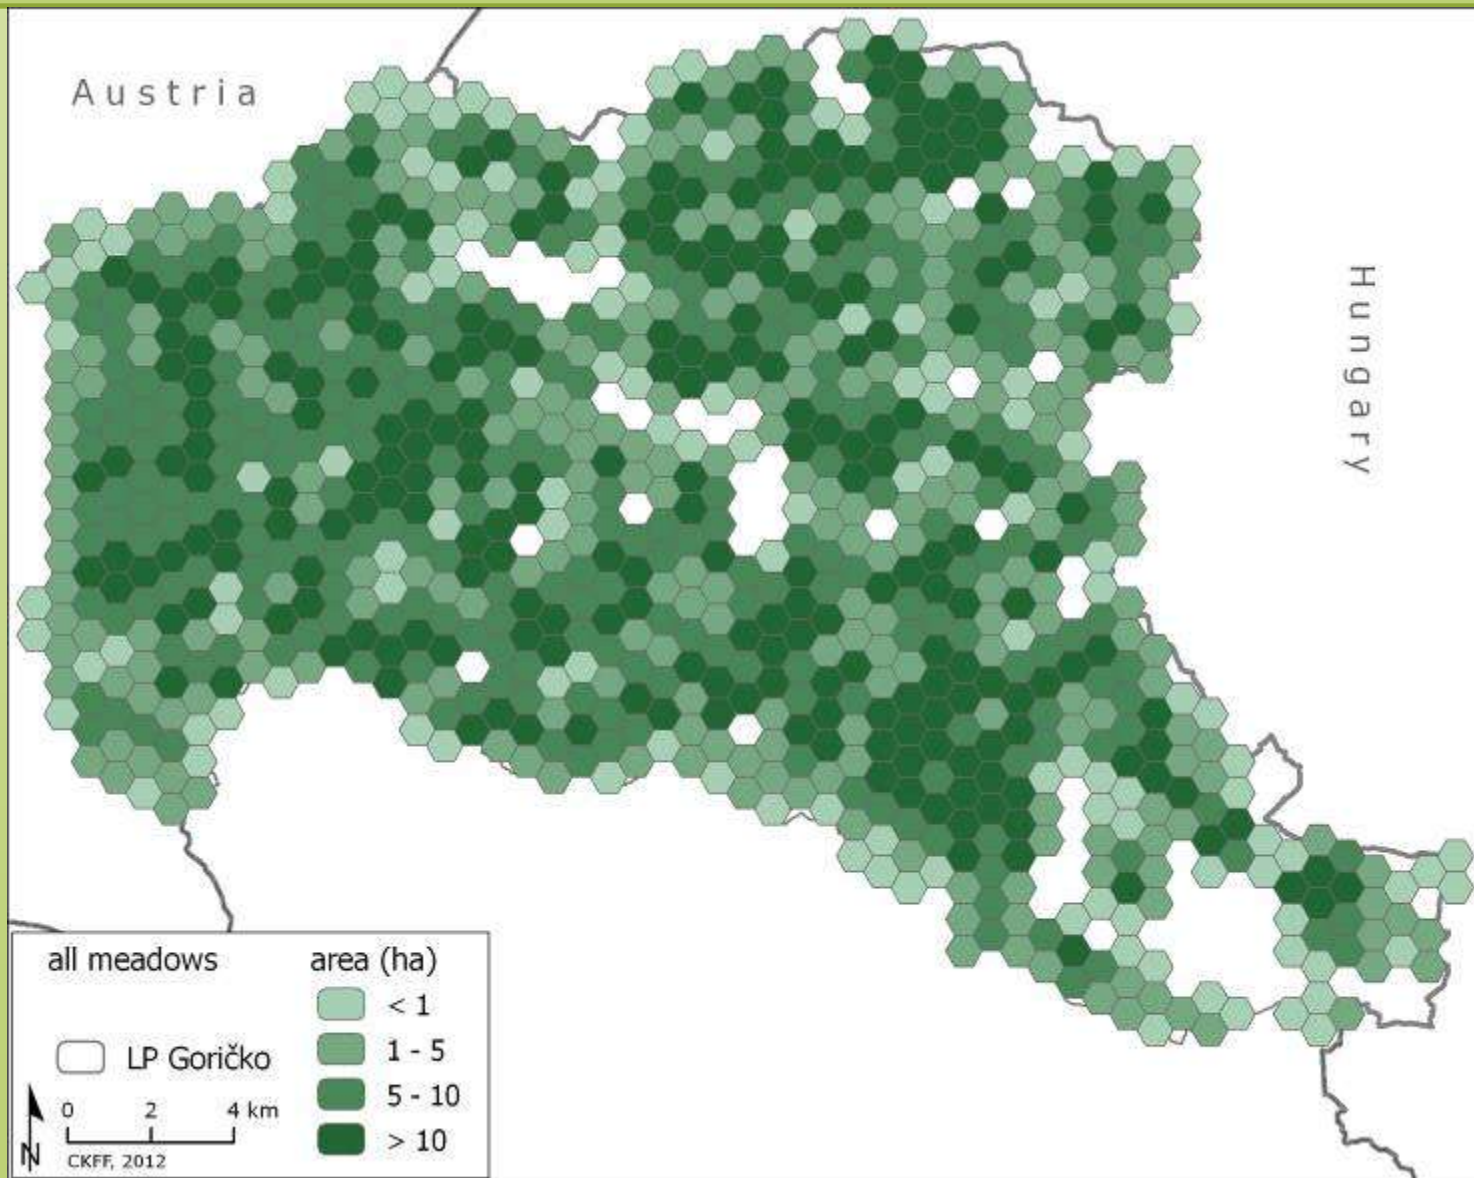 Austria
Hungary
all meadows
area (ha)
< 1
LP Goričko
1 - 5
5 - 10
> 10
0 2 4 km
N
CKFF, 2012